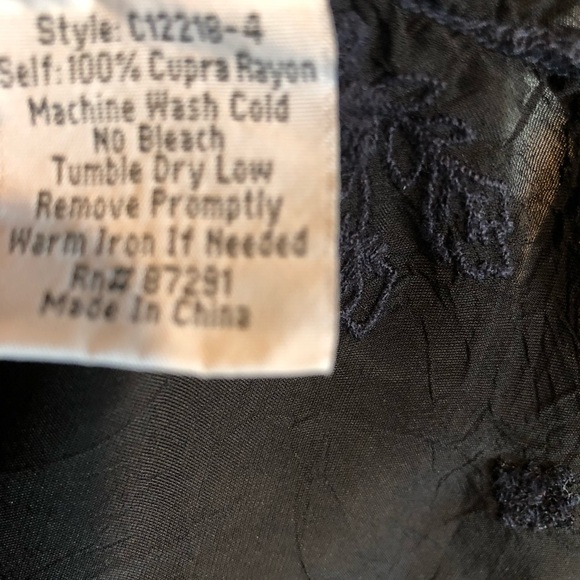 Style: C12218-4
Self: 100% Cupra Rayon
Machine Wash Cold
No Bleach
Tumble Dry Low
Remove Promptly
Warm Iron If Needed
Rn# 87291
Made In China